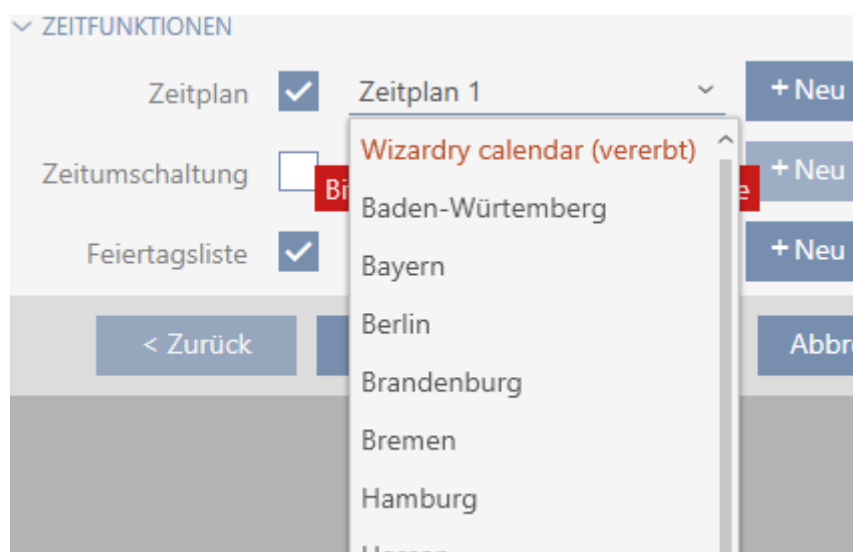 ZEITFUNKTIONEN
Zeitplan Zeitplan 1 + Neu
Wizardry calendar (vererbt)
Zeitumschaltung + Neu
Baden-Würtemberg
Feiertagsliste + Neu
Bayern
Berlin
< Zurück
Brandenburg
Bremen
Hamburg